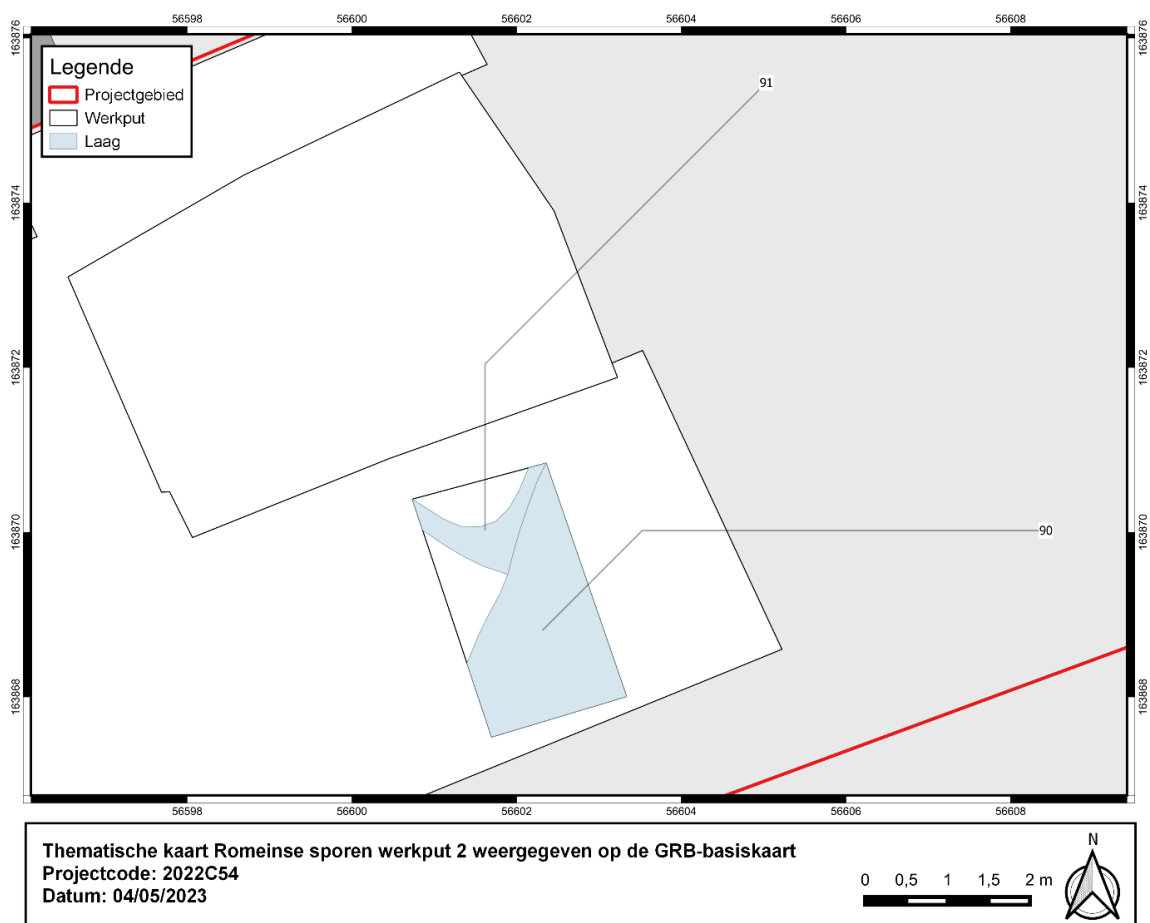 56598 56600 56602 56604 56606 56608
163876 163876
Legende
Projectgebied
Werkput
Laag
91
163874 163874
163872 163872
163870 163870
90
163868 163868
56598 56600 56602 56604 56606 56608
Thematische kaart Romeinse sporen werkput 2 weergegeven op de GRB-basiskaart
Projectcode: 2022C54
Datum: 04/05/2023
0 0,5 1 1,5 2 m
N